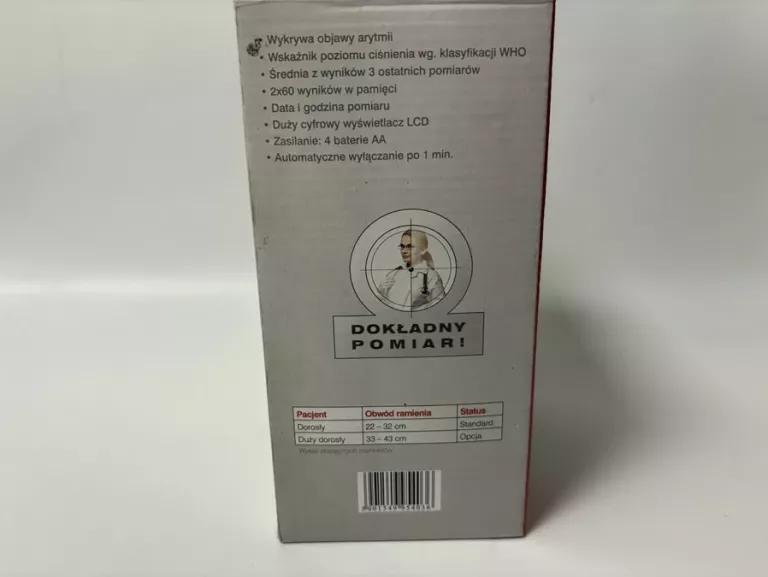 Wykrywa objawy arytmii
• Wskaźnik poziomu ciśnienia wg. klasyfikacji WHO
• Średnia z wyników 3 ostatnich pomiarów
• 2x60 wyników w pamięci
• Data i godzina pomiaru
• Duży cyfrowy wyświetlacz LCD
• Zasilanie: 4 baterie AA
• Automatyczne wyłączanie po 1 min.
DOKŁADNY
POMIAR!
Pacjent Obwód ramienia Status
Dorosły 22 – 32 cm Standard
Duży dorosły 33 – 43 cm Opcja